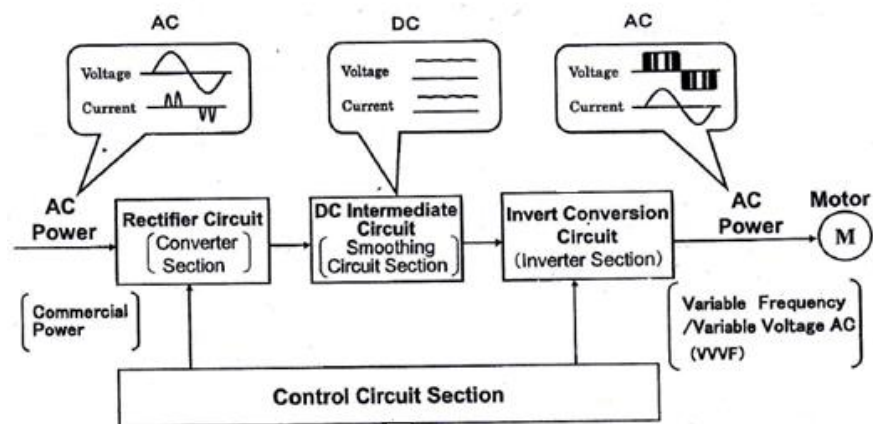 AC
DC
AC
Voltage
Current
Voltage
Current
Voltage
Current
AC
Power
Rectifier Circuit
Converter
Section
DC Intermediate
Circuit
Smoothing
Circuit Section
Invert Conversion
Circuit
(Inverter Section)
AC
Power
Motor
M
Commercial
Power
Variable Frequency
/Variable Voltage AC
(VVVF)
Control Circuit Section